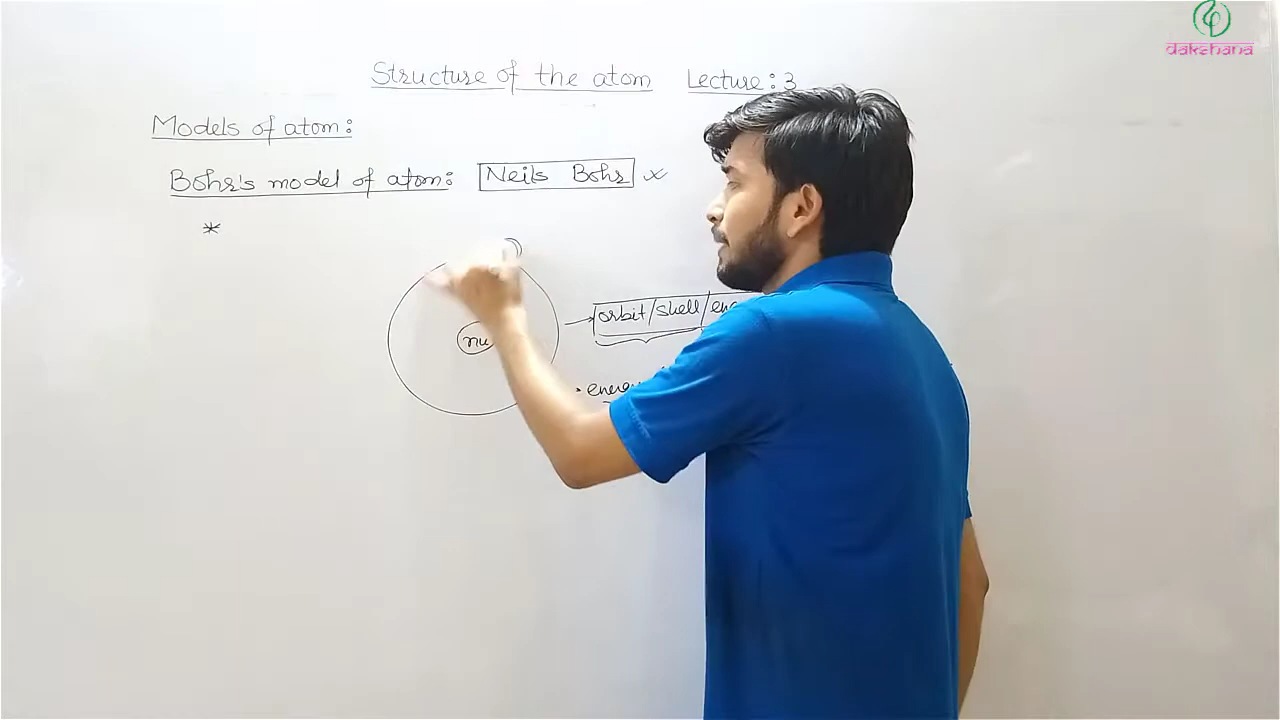 dakshana
Structure of the atom Lecture: 3
Models of atom:
Bohr's model of atom: Neils Bohr
*
orbit/shell/
nu